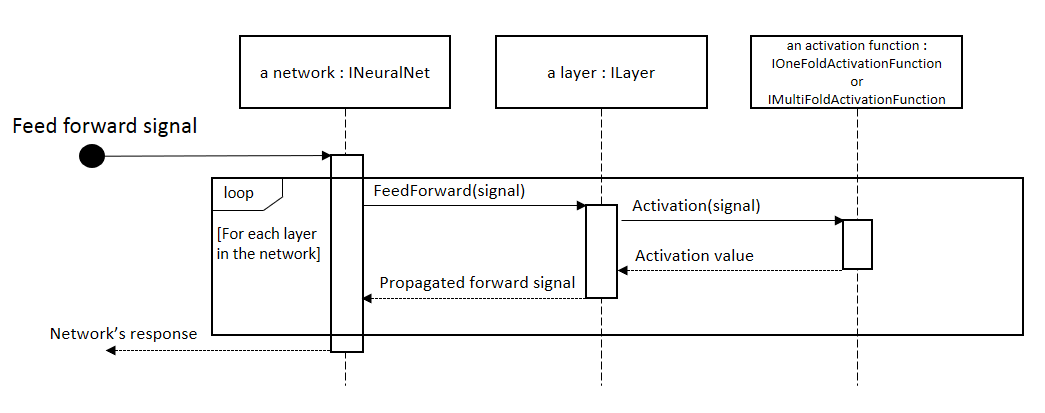 a network : INeuralNet
a layer : ILayer
an activation function :
IOneFoldActivationFunction
or
IMultiFoldActivationFunction
Feed forward signal
loop
[For each layer
in the network]
FeedForward(signal)
Activation(signal)
Activation value
Propagated forward signal
Network’s response